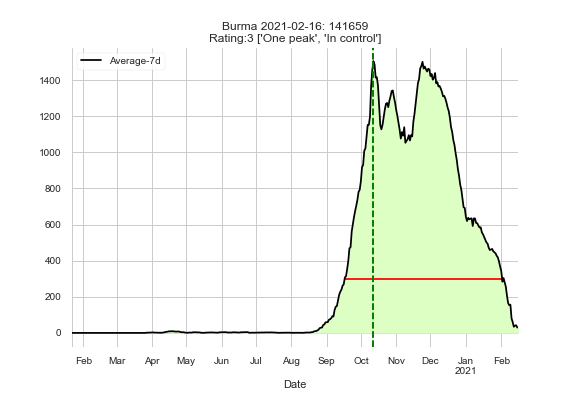 Burma 2021-02-16: 141659
Rating:3 ['One peak', 'In control']
Average-7d
1400
1200
1000
800
600
400
200
0
Feb Mar Apr May Jun Jul Aug Sep Oct Nov Dec Jan Feb
2021
Date